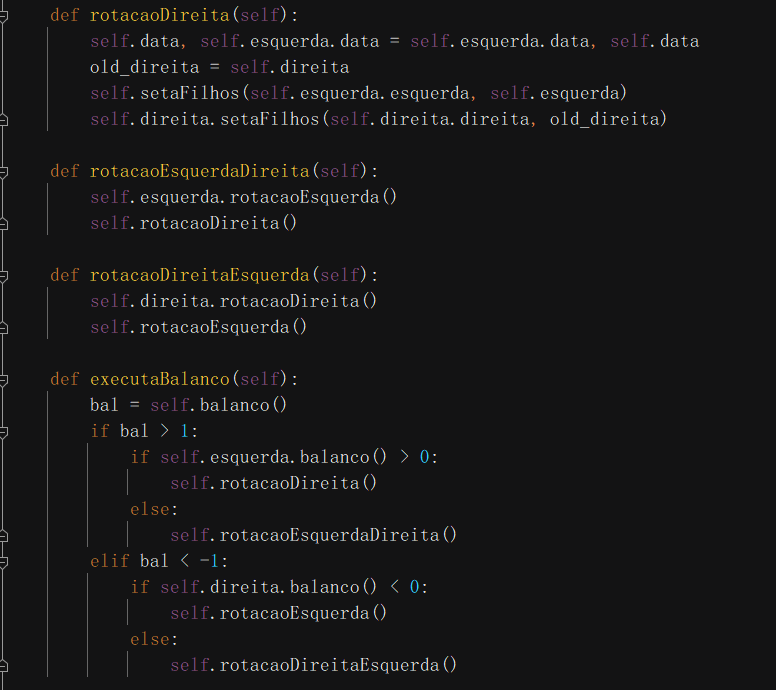 def rotacaoDireita(self):
self.data, self.esquerda.data = self.esquerda.data, self.data
old_direita = self.direita
self.setaFilhos(self.esquerda.esquerda, self.esquerda)
self.direita.setaFilhos(self.direita.direita, old_direita)
def rotacaoEsquerdaDireita(self):
self.esquerda.rotacaoEsquerda()
self.rotacaoDireita()
def rotacaoDireitaEsquerda(self):
self.direita.rotacaoDireita()
self.rotacaoEsquerda()
def executaBalanco(self):
bal = self.balanco()
if bal > 1:
if self.esquerda.balanco() > 0:
self.rotacaoDireita()
else:
self.rotacaoEsquerdaDireita()
elif bal < -1:
if self.direita.balanco() < 0:
self.rotacaoEsquerda()
else:
self.rotacaoDireitaEsquerda()